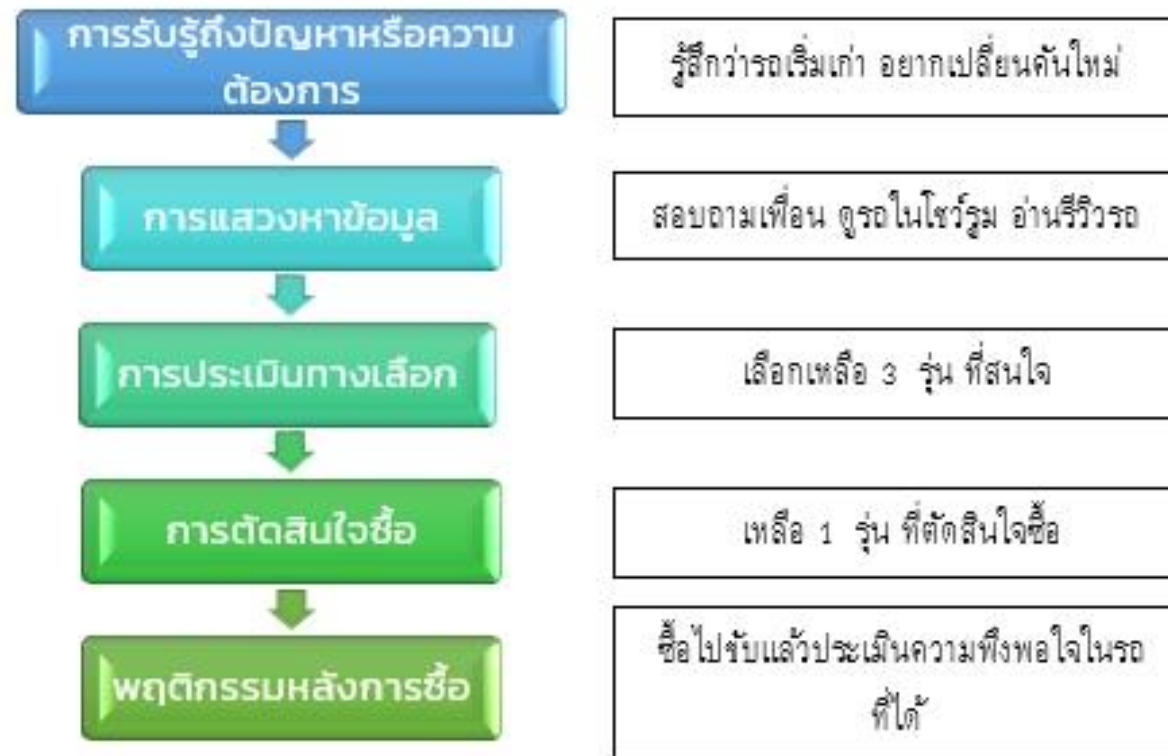 การรับรู้ถึงปัญหาหรือความ
ต้องการ
รู้สึกว่ารถเริ่มเก่า อยากเปลี่ยนคันใหม่
การแสวงหาข้อมูล
สอบถามเพื่อน ดูรถในโชว์รูม อ่านรีวิวรถ
การประเมินทางเลือก
เลือกเหลือ 3 รุ่น ที่สนใจ
การตัดสินใจซื้อ
เหลือ 1 รุ่น ที่ตัดสินใจซื้อ
พฤติกรรมหลังการซื้อ
ซื้อไปขับแล้วประเมินความพึงพอใจในรถ
ที่ได้